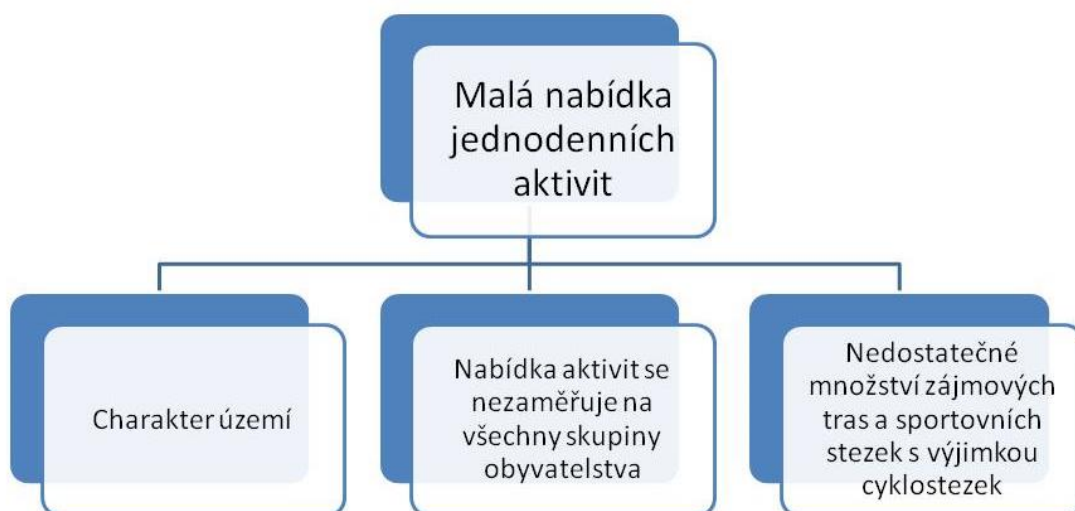 Malá nabídka
jednodenních
aktivit
Charakter území
Nabídka aktivit se
nezaměřuje na
všechny skupiny
obyvatelstva
Nedostatečné
množství zájmových
tras a sportovních
stezek s výjimkou
cyklostezek